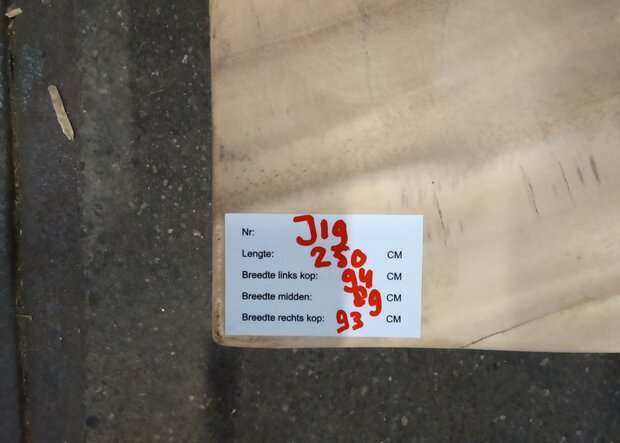 Nr: J19
Lengte: 250 CM
Breedte links kop: 94 CM
Breedte midden: 89 CM
Breedte rechts kop: 93 CM